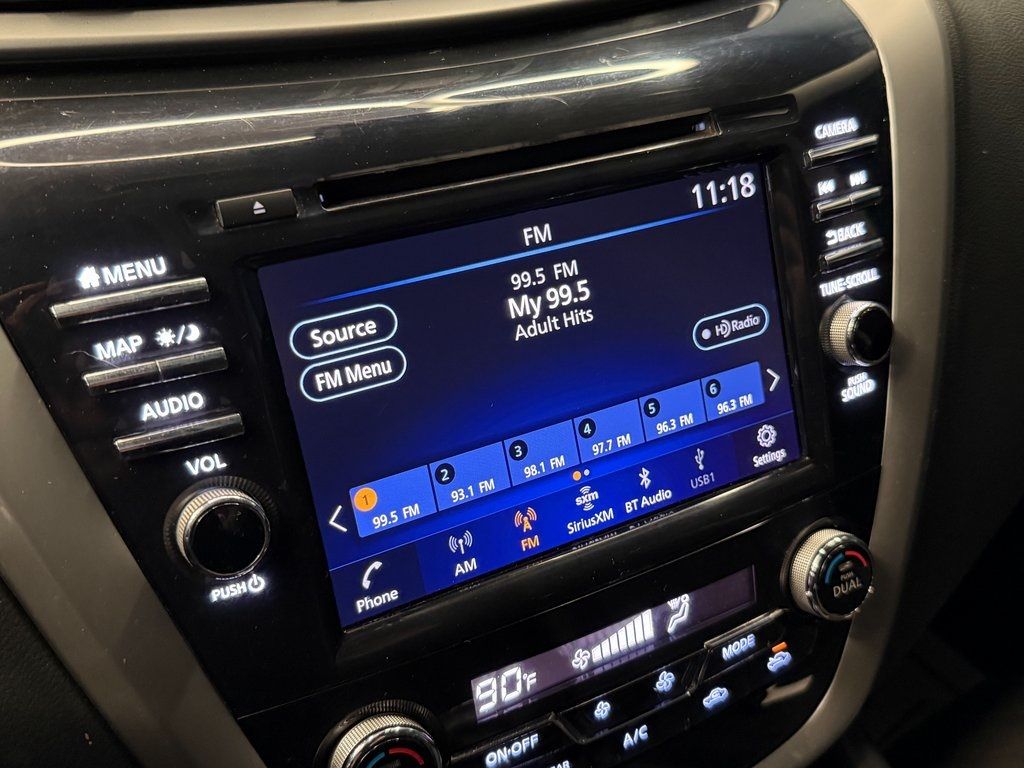 CAMERA
MENU
MAP
AUDIO
VOL
PUSH
11:18
FM
99.5 FM
My 99.5
Adult Hits
Source
FM Menu
HD Radio
BACK
TUNE·SCROLL
PUSH
SOUND
1 99.5 FM
2 93.1 FM
3 98.1 FM
4 97.7 FM
5 96.3 FM
6 96.3 FM
Phone
AM
FM
sxm
SiriusXM
BT Audio
USB1
Settings
90°F
PUSH
DUAL
MODE
ON·OFF
A/C